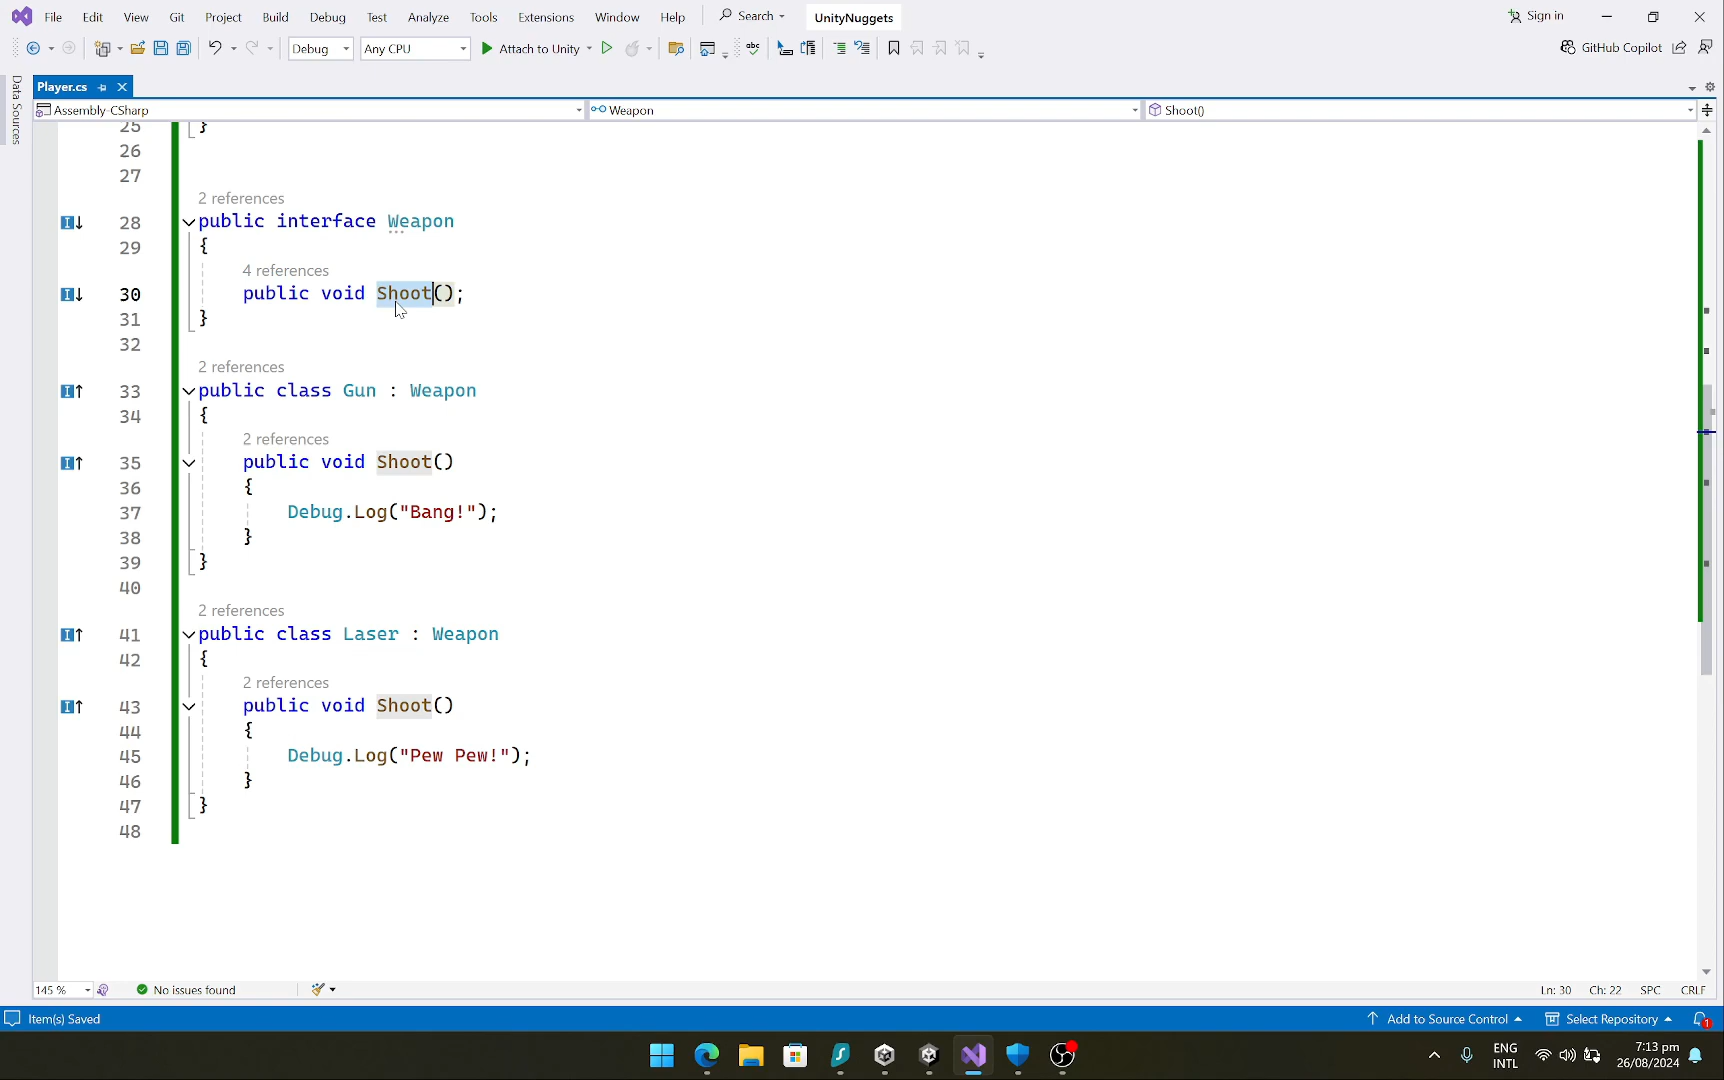 File Edit View Git Project Build Debug Test Analyze Tools Extensions Window Help Search UnityNuggets Sign in
Debug Any CPU Attach to Unity abc GitHub Copilot
Player.cs
Data Sources
Assembly-CSharp Weapon Shoot()
25 }
26
27
2 references
28 public interface Weapon
29 {
4 references
30 public void Shoot();
31 }
32
2 references
33 public class Gun : Weapon
34 {
2 references
35 public void Shoot()
36 {
37 Debug.Log("Bang!");
38 }
39 }
40
2 references
41 public class Laser : Weapon
42 {
2 references
43 public void Shoot()
44 {
45 Debug.Log("Pew Pew!");
46 }
47 }
48
145 % No issues found Ln: 30 Ch: 22 SPC CRLF
Item(s) Saved Add to Source Control Select Repository 1
ENG 7:13 pm
INTL 26/08/2024